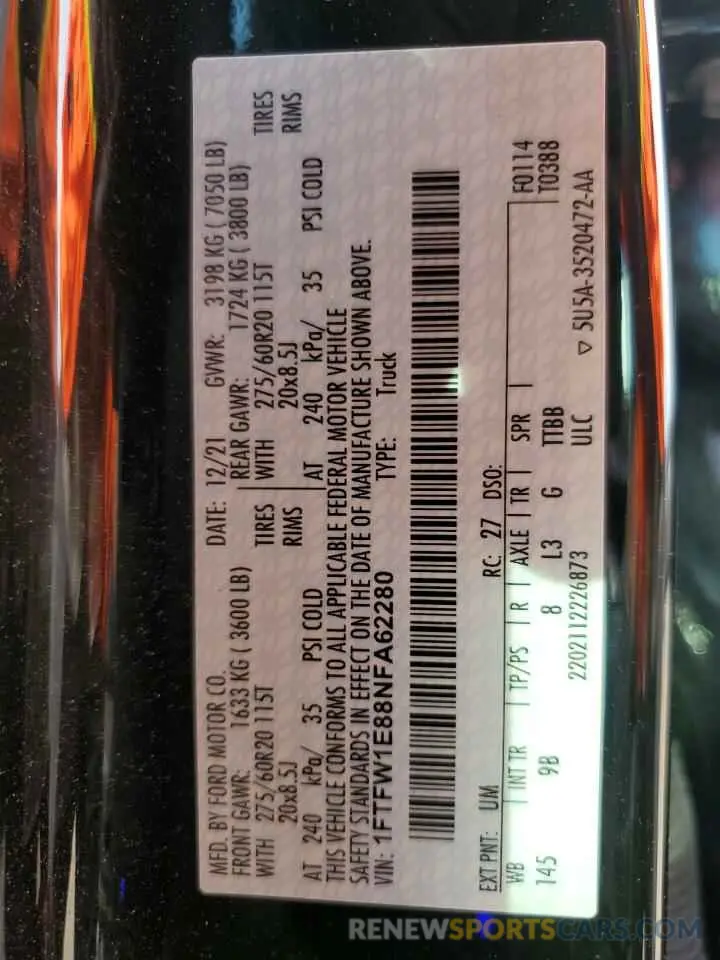 MFD. BY FORD MOTOR CO. DATE: 12/21 GVWR: 3198 KG ( 7050 LB)
FRONT GAWR: 1633 KG ( 3600 LB) REAR GAWR: 1724 KG ( 3800 LB)
WITH 275/60R20 115T TIRES WITH 275/60R20 115T TIRES
20x8.5J RIMS 20x8.5J RIMS
AT 240 kPa/ 35 PSI COLD AT 240 kPa/ 35 PSI COLD
THIS VEHICLE CONFORMS TO ALL APPLICABLE FEDERAL MOTOR VEHICLE
SAFETY STANDARDS IN EFFECT ON THE DATE OF MANUFACTURE SHOWN ABOVE.
VIN: 1FTFW1E88NFA62280 TYPE: Truck
EXT PNT: UM RC: 27 DSO: F0114
WB INT TR TP/PS R AXLE TR SPR T0388
145 9B 8 L3 G TTBB
2202112226873 ULC ▽ 5U5A-3520472-AA
RENEWSPORTSCARS.COM